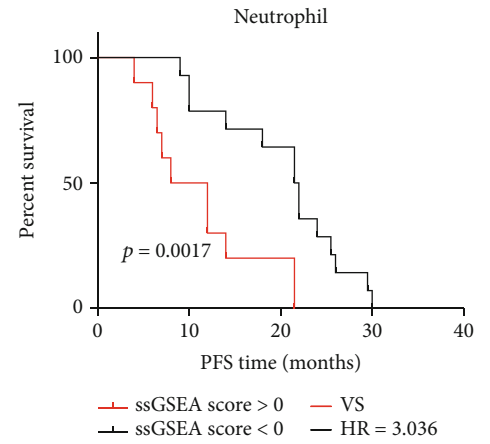 Neutrophil
100
Percent survival
50
p = 0.0017
0
0 10 20 30 40
PFS time (months)
ssGSEA score > 0 VS
ssGSEA score < 0 HR = 3.036